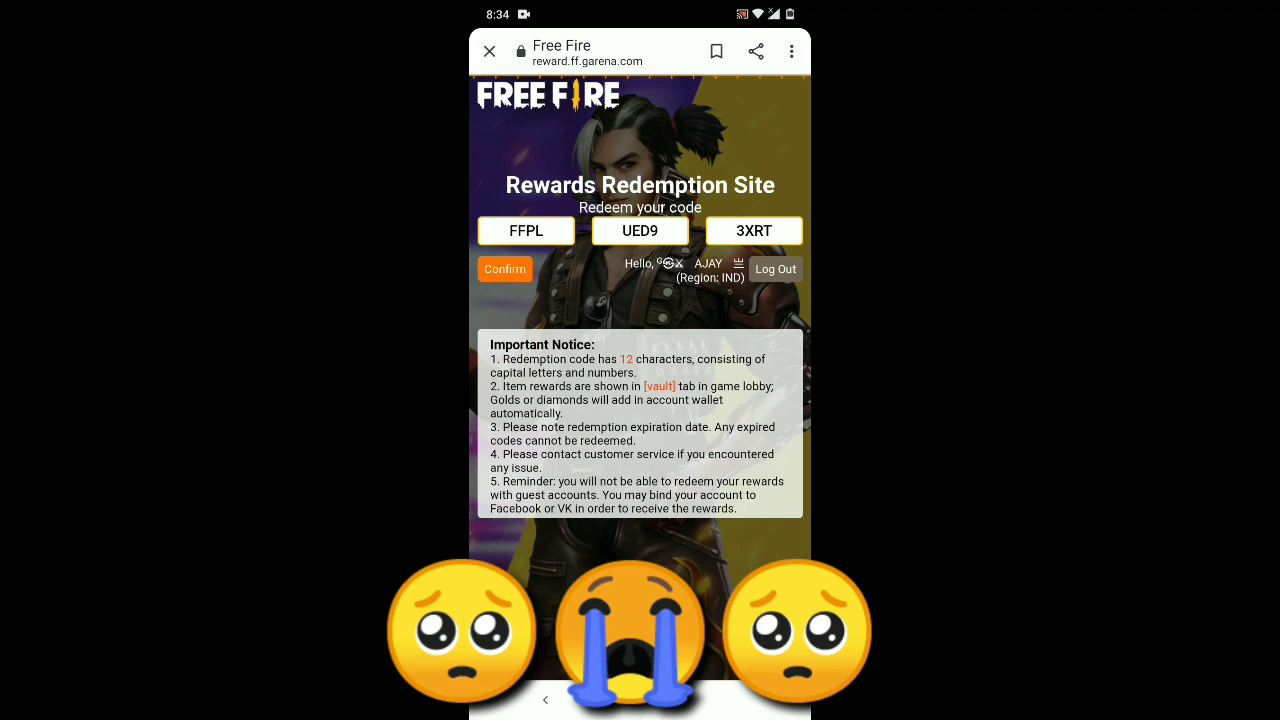 8:34
Free Fire
reward.ff.garena.com
FREE FIRE
Rewards Redemption Site
Redeem your code
FFPL UED9 3XRT
Confirm
Hello, AJAY
(Region: IND)
Log Out
Important Notice:
1. Redemption code has 12 characters, consisting of
capital letters and numbers.
2. Item rewards are shown in [vault] tab in game lobby;
Golds or diamonds will add in account wallet
automatically.
3. Please note redemption expiration date. Any expired
codes cannot be redeemed.
4. Please contact customer service if you encountered
any issue.
5. Reminder: you will not be able to redeem your rewards
with guest accounts. You may bind your account to
Facebook or VK in order to receive the rewards.